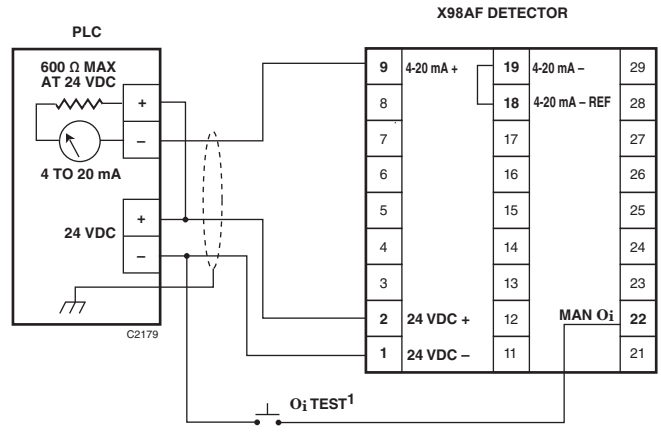 PLC
X98AF DETECTOR
600 Ω MAX
AT 24 VDC
+
–
4 TO 20 mA
+
24 VDC
–
C2179
9 4-20 mA + 19 4-20 mA – 29
8 18 4-20 mA – REF 28
7 17 27
6 16 26
5 15 25
4 14 24
3 13 23
2 24 VDC + 12 MAN Oi 22
1 24 VDC – 11 21
Oi TEST1